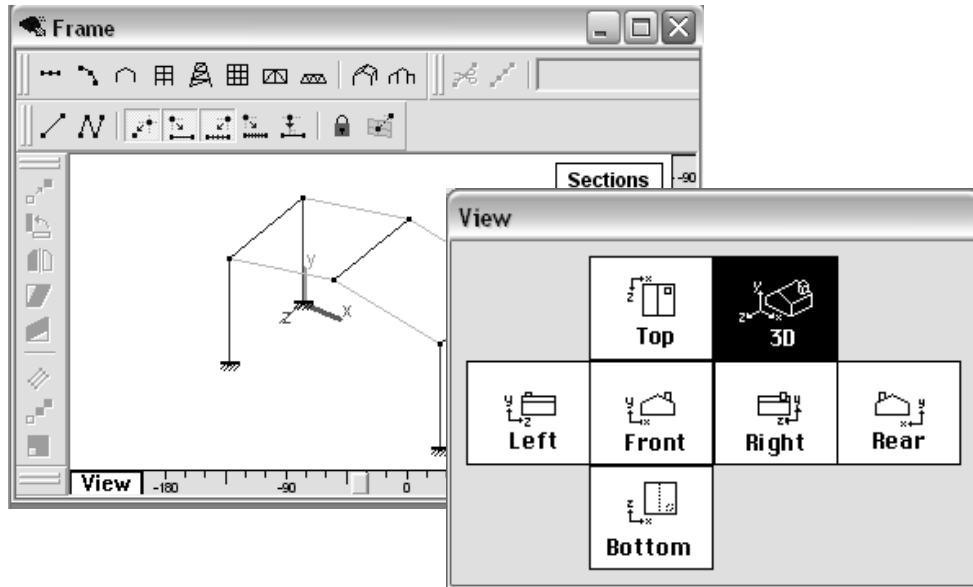 Frame
Sections
-90
y
x
z
View
-180
-90
0
View
x
z
Top
y
z
x
3D
y
z
Left
y
x
Front
y
z
Right
y
x
Rear
z
x
Bottom